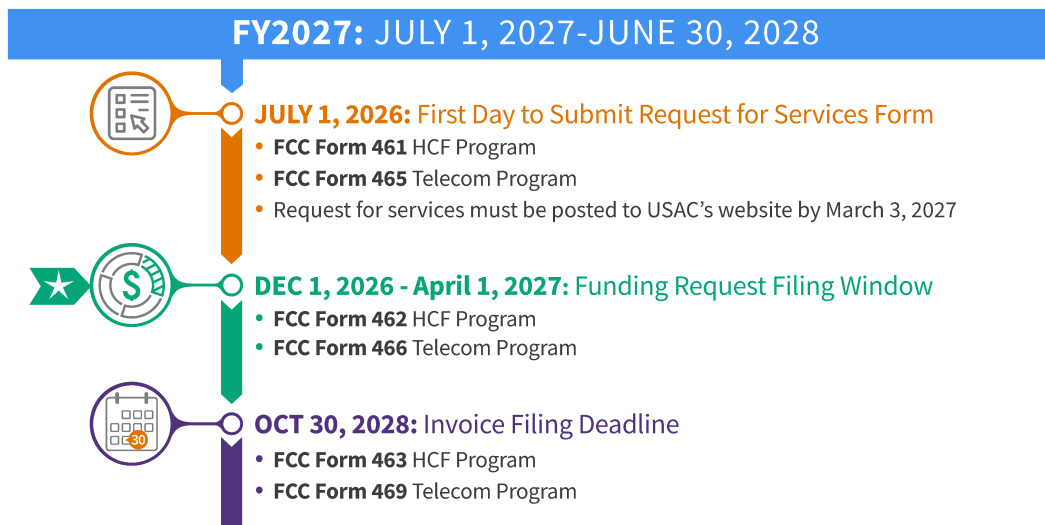 FY2027: JULY 1, 2027-JUNE 30, 2028
JULY 1, 2026: First Day to Submit Request for Services Form
• FCC Form 461 HCF Program
• FCC Form 465 Telecom Program
• Request for services must be posted to USAC’s website by March 3, 2027
DEC 1, 2026 - April 1, 2027: Funding Request Filing Window
$
• FCC Form 462 HCF Program
• FCC Form 466 Telecom Program
OCT 30, 2028: Invoice Filing Deadline
30
• FCC Form 463 HCF Program
• FCC Form 469 Telecom Program